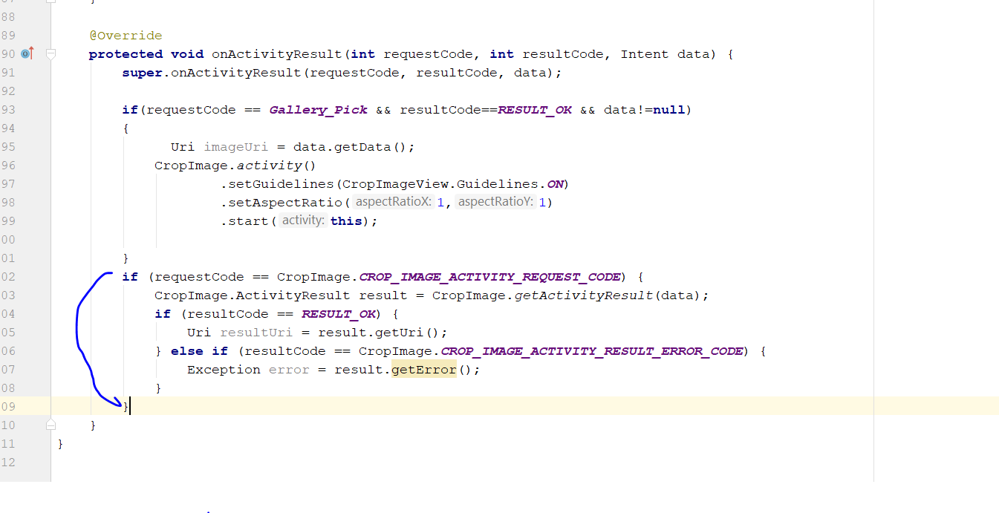 88
89 @Override
90 protected void onActivityResult(int requestCode, int resultCode, Intent data) {
91 super.onActivityResult(requestCode, resultCode, data);
92
93 if(requestCode == Gallery_Pick && resultCode==RESULT_OK && data!=null)
94 {
95 Uri imageUri = data.getData();
96 CropImage.activity()
97 .setGuidelines(CropImageView.Guidelines.ON)
98 .setAspectRatio( aspectRatioX: 1, aspectRatioY: 1)
99 .start( activity: this);
00
01 }
02 if (requestCode == CropImage.CROP_IMAGE_ACTIVITY_REQUEST_CODE) {
03 CropImage.ActivityResult result = CropImage.getActivityResult(data);
04 if (resultCode == RESULT_OK) {
05 Uri resultUri = result.getUri();
06 } else if (resultCode == CropImage.CROP_IMAGE_ACTIVITY_RESULT_ERROR_CODE) {
07 Exception error = result.getError();
08 }
09 }
10 }
11 }
12